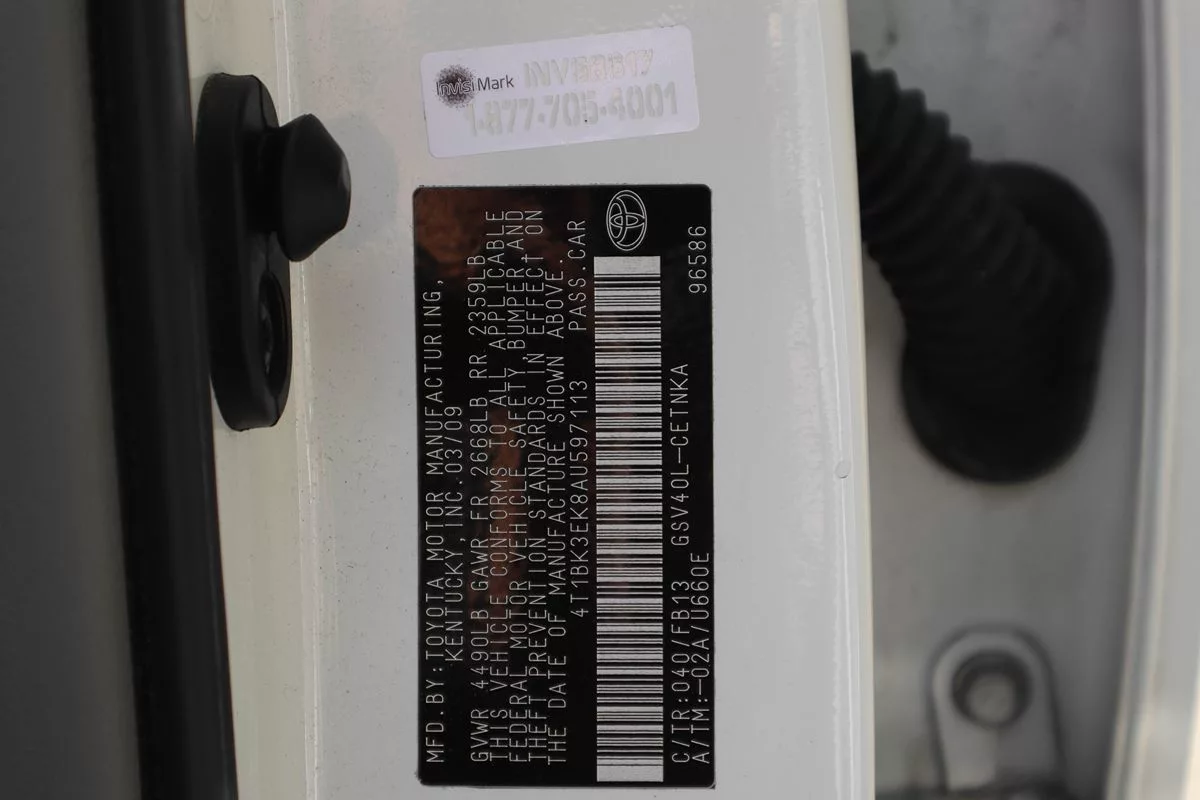 InvisiMark
1-877-705-4001
MFD.BY:TOYOTA MOTOR MANUFACTURING,
KENTUCKY,INC.03/09
GVWR 4490LB GAWR FR 2668LB RR 2359LB
THIS VEHICLE CONFORMS TO ALL APPLICABLE
FEDERAL MOTOR VEHICLE SAFETY,BUMPER,AND
THEFT PREVENTION STANDARDS IN EFFECT ON
THE DATE OF MANUFACTURE SHOWN ABOVE.
4T1BK3EK8AU597113 PASS.CAR
C/TR:040/FB13 GSV40L-CETNKA
A/TM:-02A/U660E 96586